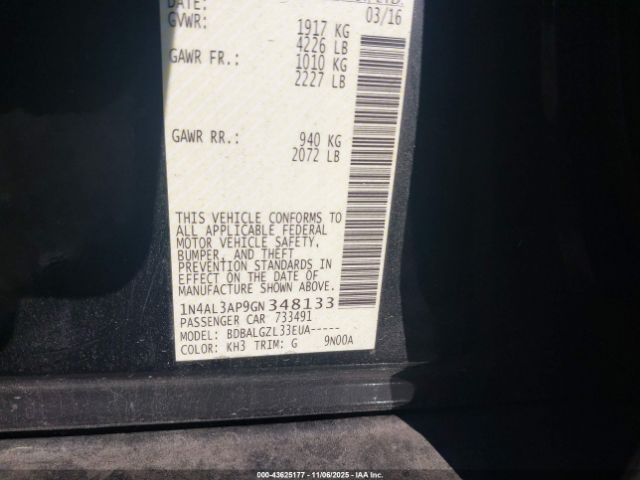 DATE: 03/16
GVWR: 1917 KG
4226 LB
GAWR FR.: 1010 KG
2227 LB
GAWR RR.: 940 KG
2072 LB
THIS VEHICLE CONFORMS TO
ALL APPLICABLE FEDERAL
MOTOR VEHICLE SAFETY,
BUMPER, AND THEFT
PREVENTION STANDARDS IN
EFFECT ON THE DATE OF
MANUFACTURE SHOWN ABOVE.
1N4AL3AP9GN348133
PASSENGER CAR 733491
MODEL: BDBALGZL33EUA-----
COLOR: KH3 TRIM: G 9N00A
000-43625177 - 11/06/2025 - IAAI